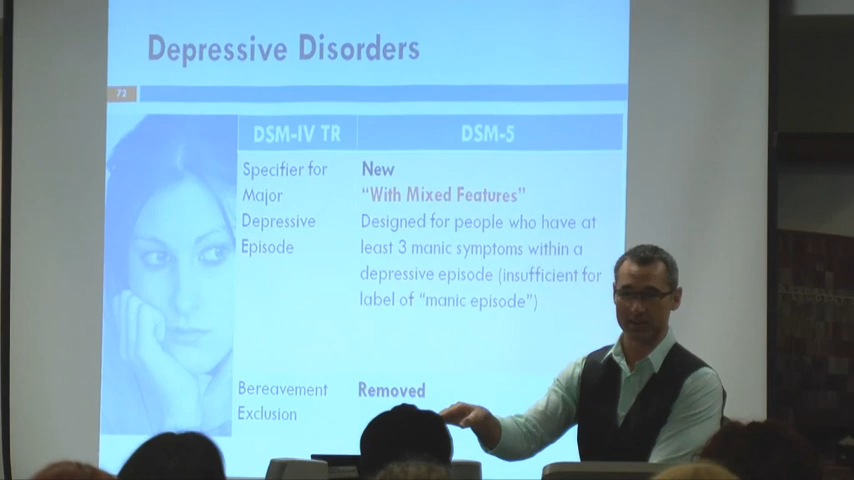 Depressive Disorders
72
DSM-IV TR
DSM-5
Specifier for
Major
Depressive
Episode
New
“With Mixed Features”
Designed for people who have at
least 3 manic symptoms within a
depressive episode (insufficient for
label of “manic episode”)
Bereavement
Exclusion
Removed